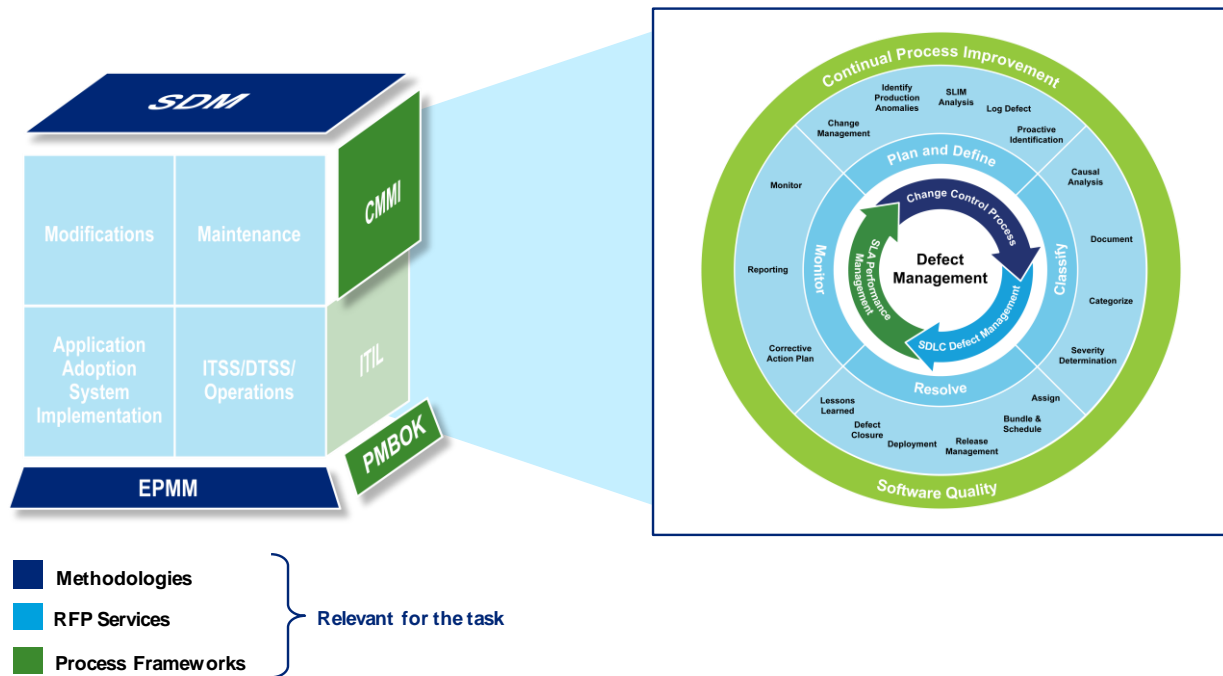 SDM
Modifications
Maintenance
Application
Adoption
System
Implementation
ITSS/DTSS/
Operations
CMMI
ITIL
PMBOK
EPMM
Continual Process Improvement
Identify
Production
Anomalies
SLIM
Analysis
Log Defect
Change
Management
Proactive
Identification
Plan and Define
Causal
Analysis
Document
Categorize
Severity
Determination
Classify
Assign
Bundle &
Schedule
Release
Management
Deployment
Defect
Closure
Lessons
Learned
Resolve
Corrective
Action Plan
Reporting
Monitor
Monitor
Change Control Process
SDLC Defect Management
SLA Performance
Management
Defect
Management
Software Quality
Methodologies
RFP Services
Process Frameworks
Relevant for the task